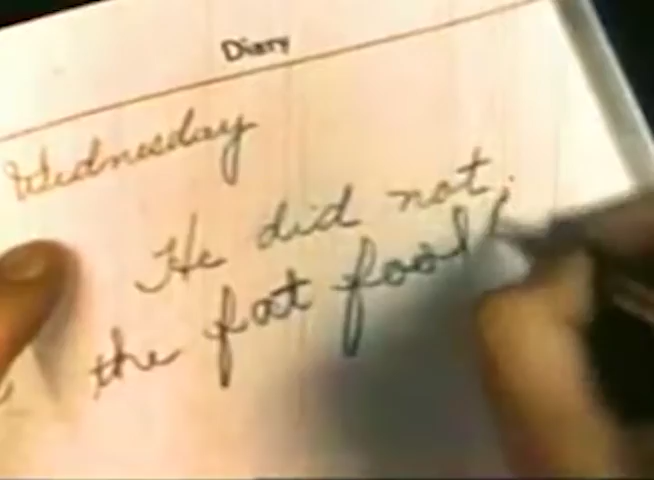 Diary
Wednesday
He did not.
the fat fool!